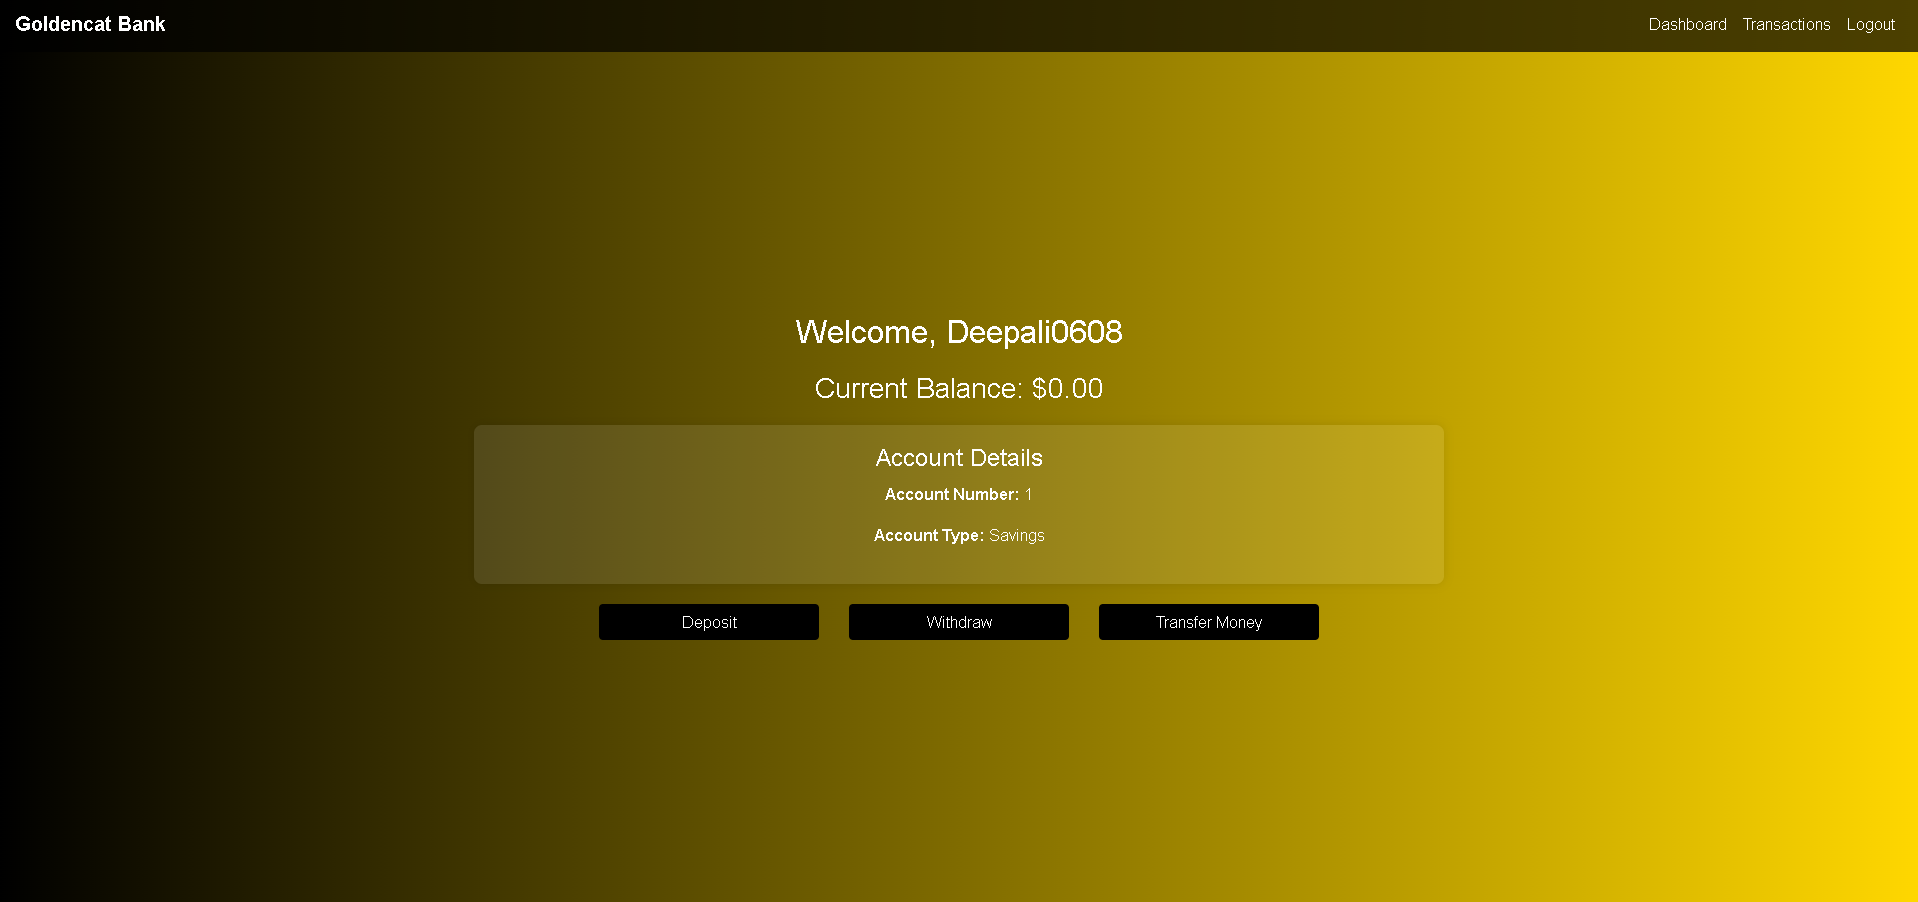 Goldencat Bank
Dashboard Transactions Logout
Welcome, Deepali0608
Current Balance: $0.00
Account Details
Account Number: 1
Account Type: Savings
Deposit Withdraw Transfer Money